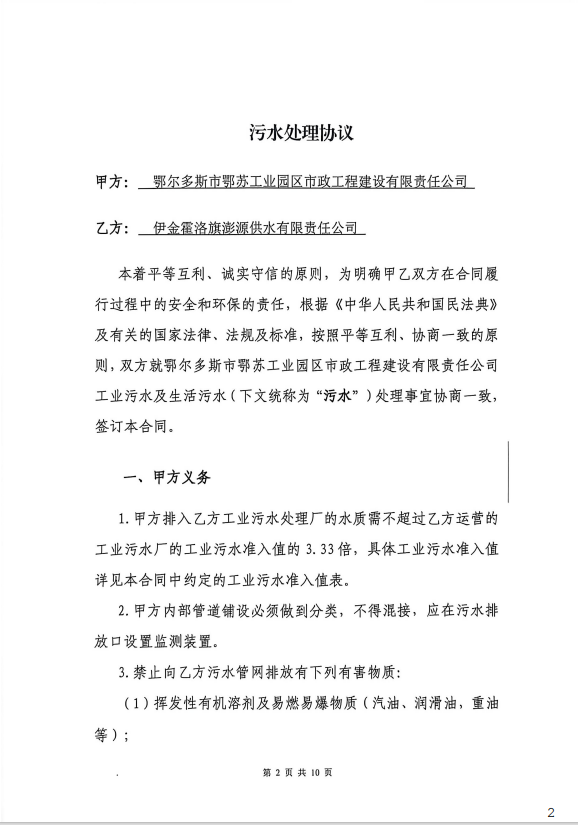 污水处理协议
甲方： 鄂尔多斯市鄂苏工业园区市政工程建设有限责任公司
乙方： 伊金霍洛旗澎源供水有限责任公司
本着平等互利、诚实守信的原则，为明确甲乙双方在合同履
行过程中的安全和环保的责任，根据《中华人民共和国民法典》
及有关的国家法律、法规及标准，按照平等互利、协商一致的原
则，双方就鄂尔多斯市鄂苏工业园区市政工程建设有限责任公司
工业污水及生活污水（下文统称为“污水”）处理事宜协商一致，
签订本合同。
一、甲方义务
1.甲方排入乙方工业污水处理厂的水质需不超过乙方运营的
工业污水厂的工业污水准入值的 3.33 倍，具体工业污水准入值
详见本合同中约定的工业污水准入值表。
2.甲方内部管道铺设必须做到分类，不得混接，应在污水排
放口设置监测装置。
3.禁止向乙方污水管网排放有下列有害物质：
（1）挥发性有机溶剂及易燃易爆物质（汽油、润滑油，重油
等）；
第 2 页 共 10 页
2